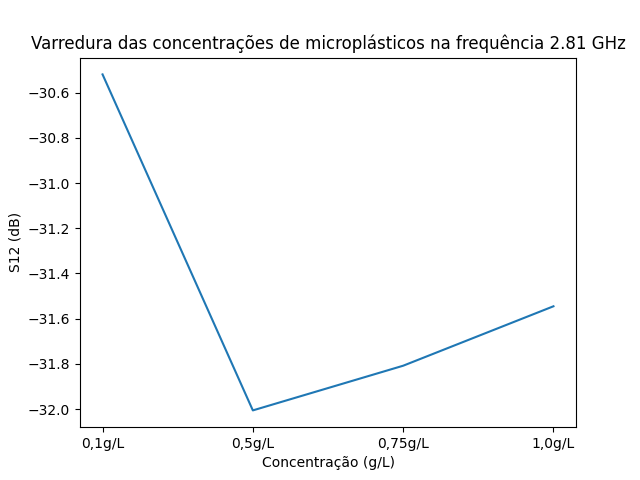 Varredura das concentrações de microplásticos na frequência 2.81 GHz
−30.6
−30.8
−31.0
−31.2
−31.4
−31.6
−31.8
−32.0
S12 (dB)
0,1g/L 0,5g/L 0,75g/L 1,0g/L
Concentração (g/L)